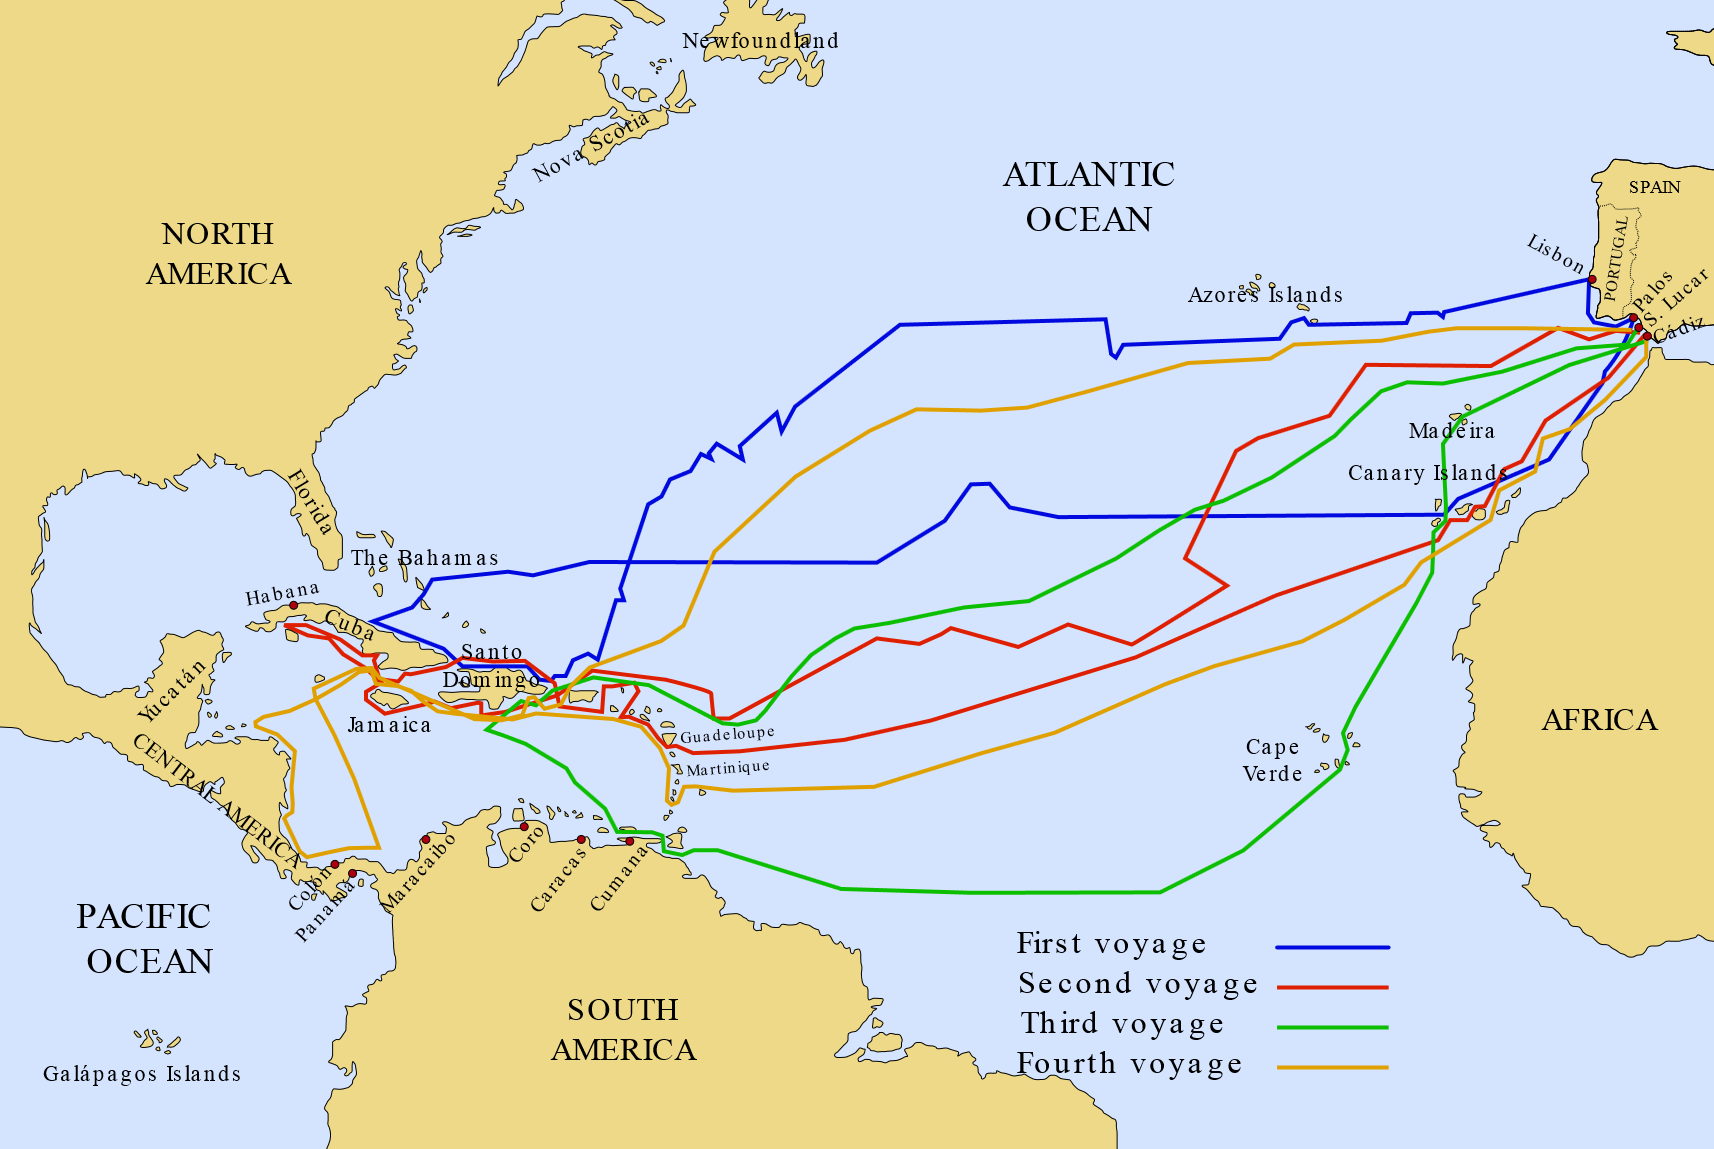 Newfoundland
Nova Scotia
ATLANTIC
OCEAN
SPAIN
PORTUGAL
Lisbon
Palos
S. Lucar
Cádiz
NORTH
AMERICA
Azores Islands
Madeira
Canary Islands
Florida
The Bahamas
Habana
Cuba
Santo
Domingo
Yucatán
Jamaica
Guadeloupe
Martinique
CENTRAL AMERICA
AFRICA
Cape
Verde
Colón
Panamá
Maracaibo
Coro
Caracas
Cumana
PACIFIC
OCEAN
First voyage
Second voyage
Third voyage
Fourth voyage
SOUTH
AMERICA
Galápagos Islands